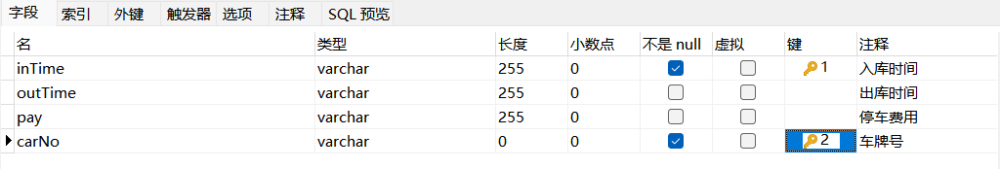 字段 索引 外键 触发器 选项 注释 SQL 预览
名 类型 长度 小数点 不是 null 虚拟 键 注释
inTime varchar 255 0 1 入库时间
outTime varchar 255 0 出库时间
pay varchar 255 0 停车费用
carNo varchar 0 0 2 车牌号